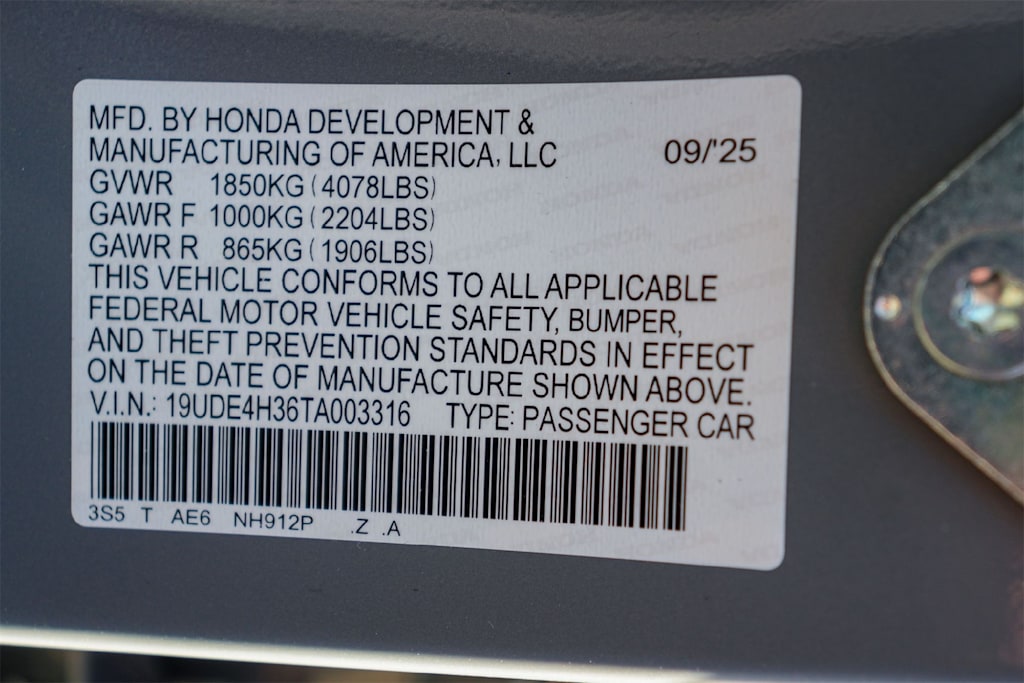 MFD. BY HONDA DEVELOPMENT &
MANUFACTURING OF AMERICA, LLC 09/'25
GVWR 1850KG (4078LBS)
GAWR F 1000KG (2204LBS)
GAWR R 865KG (1906LBS)
THIS VEHICLE CONFORMS TO ALL APPLICABLE
FEDERAL MOTOR VEHICLE SAFETY, BUMPER,
AND THEFT PREVENTION STANDARDS IN EFFECT
ON THE DATE OF MANUFACTURE SHOWN ABOVE.
V.I.N.: 19UDE4H36TA003316 TYPE: PASSENGER CAR
3S5 T AE6 NH912P .Z .A